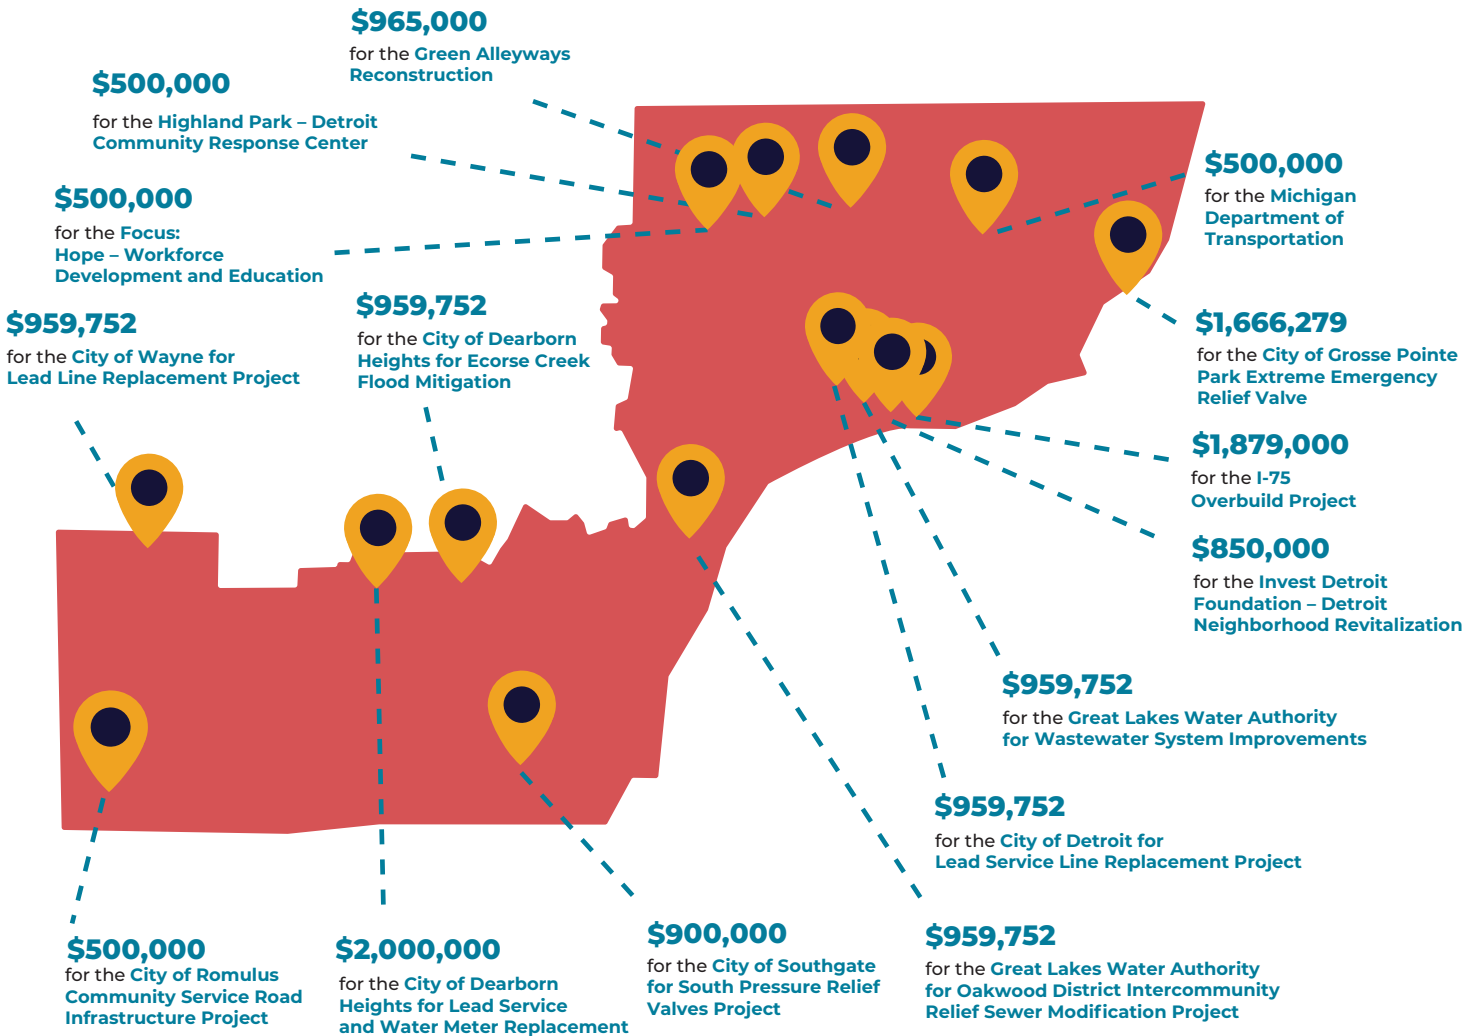 $965,000
for the Green Alleyways
Reconstruction
$500,000
for the Highland Park – Detroit
Community Response Center
$500,000
for the Focus:
Hope – Workforce
Development and Education
$959,752
for the City of Wayne for
Lead Line Replacement Project
$959,752
for the City of Dearborn
Heights for Ecorse Creek
Flood Mitigation
$500,000
for the Michigan
Department of
Transportation
$1,666,279
for the City of Grosse Pointe
Park Extreme Emergency
Relief Valve
$1,879,000
for the I-75
Overbuild Project
$850,000
for the Invest Detroit
Foundation – Detroit
Neighborhood Revitalization
$959,752
for the Great Lakes Water Authority
for Wastewater System Improvements
$959,752
for the City of Detroit for
Lead Service Line Replacement Project
$500,000
for the City of Romulus
Community Service Road
Infrastructure Project
$2,000,000
for the City of Dearborn
Heights for Lead Service
and Water Meter Replacement
$900,000
for the City of Southgate
for South Pressure Relief
Valves Project
$959,752
for the Great Lakes Water Authority
for Oakwood District Intercommunity
Relief Sewer Modification Project